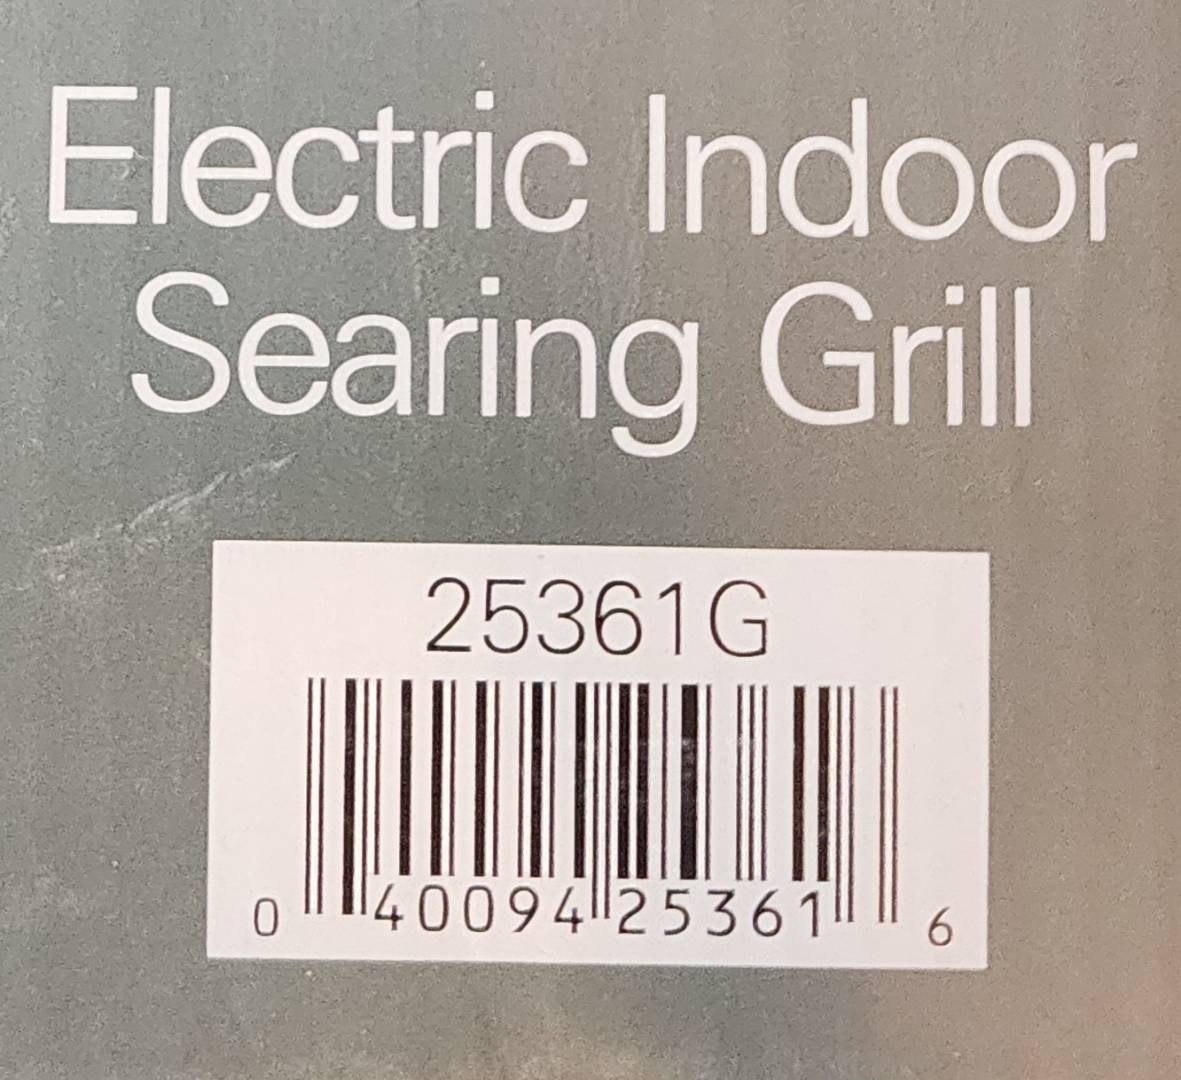 Electric Indoor
Searing Grill
25361G
0 40094 25361 6